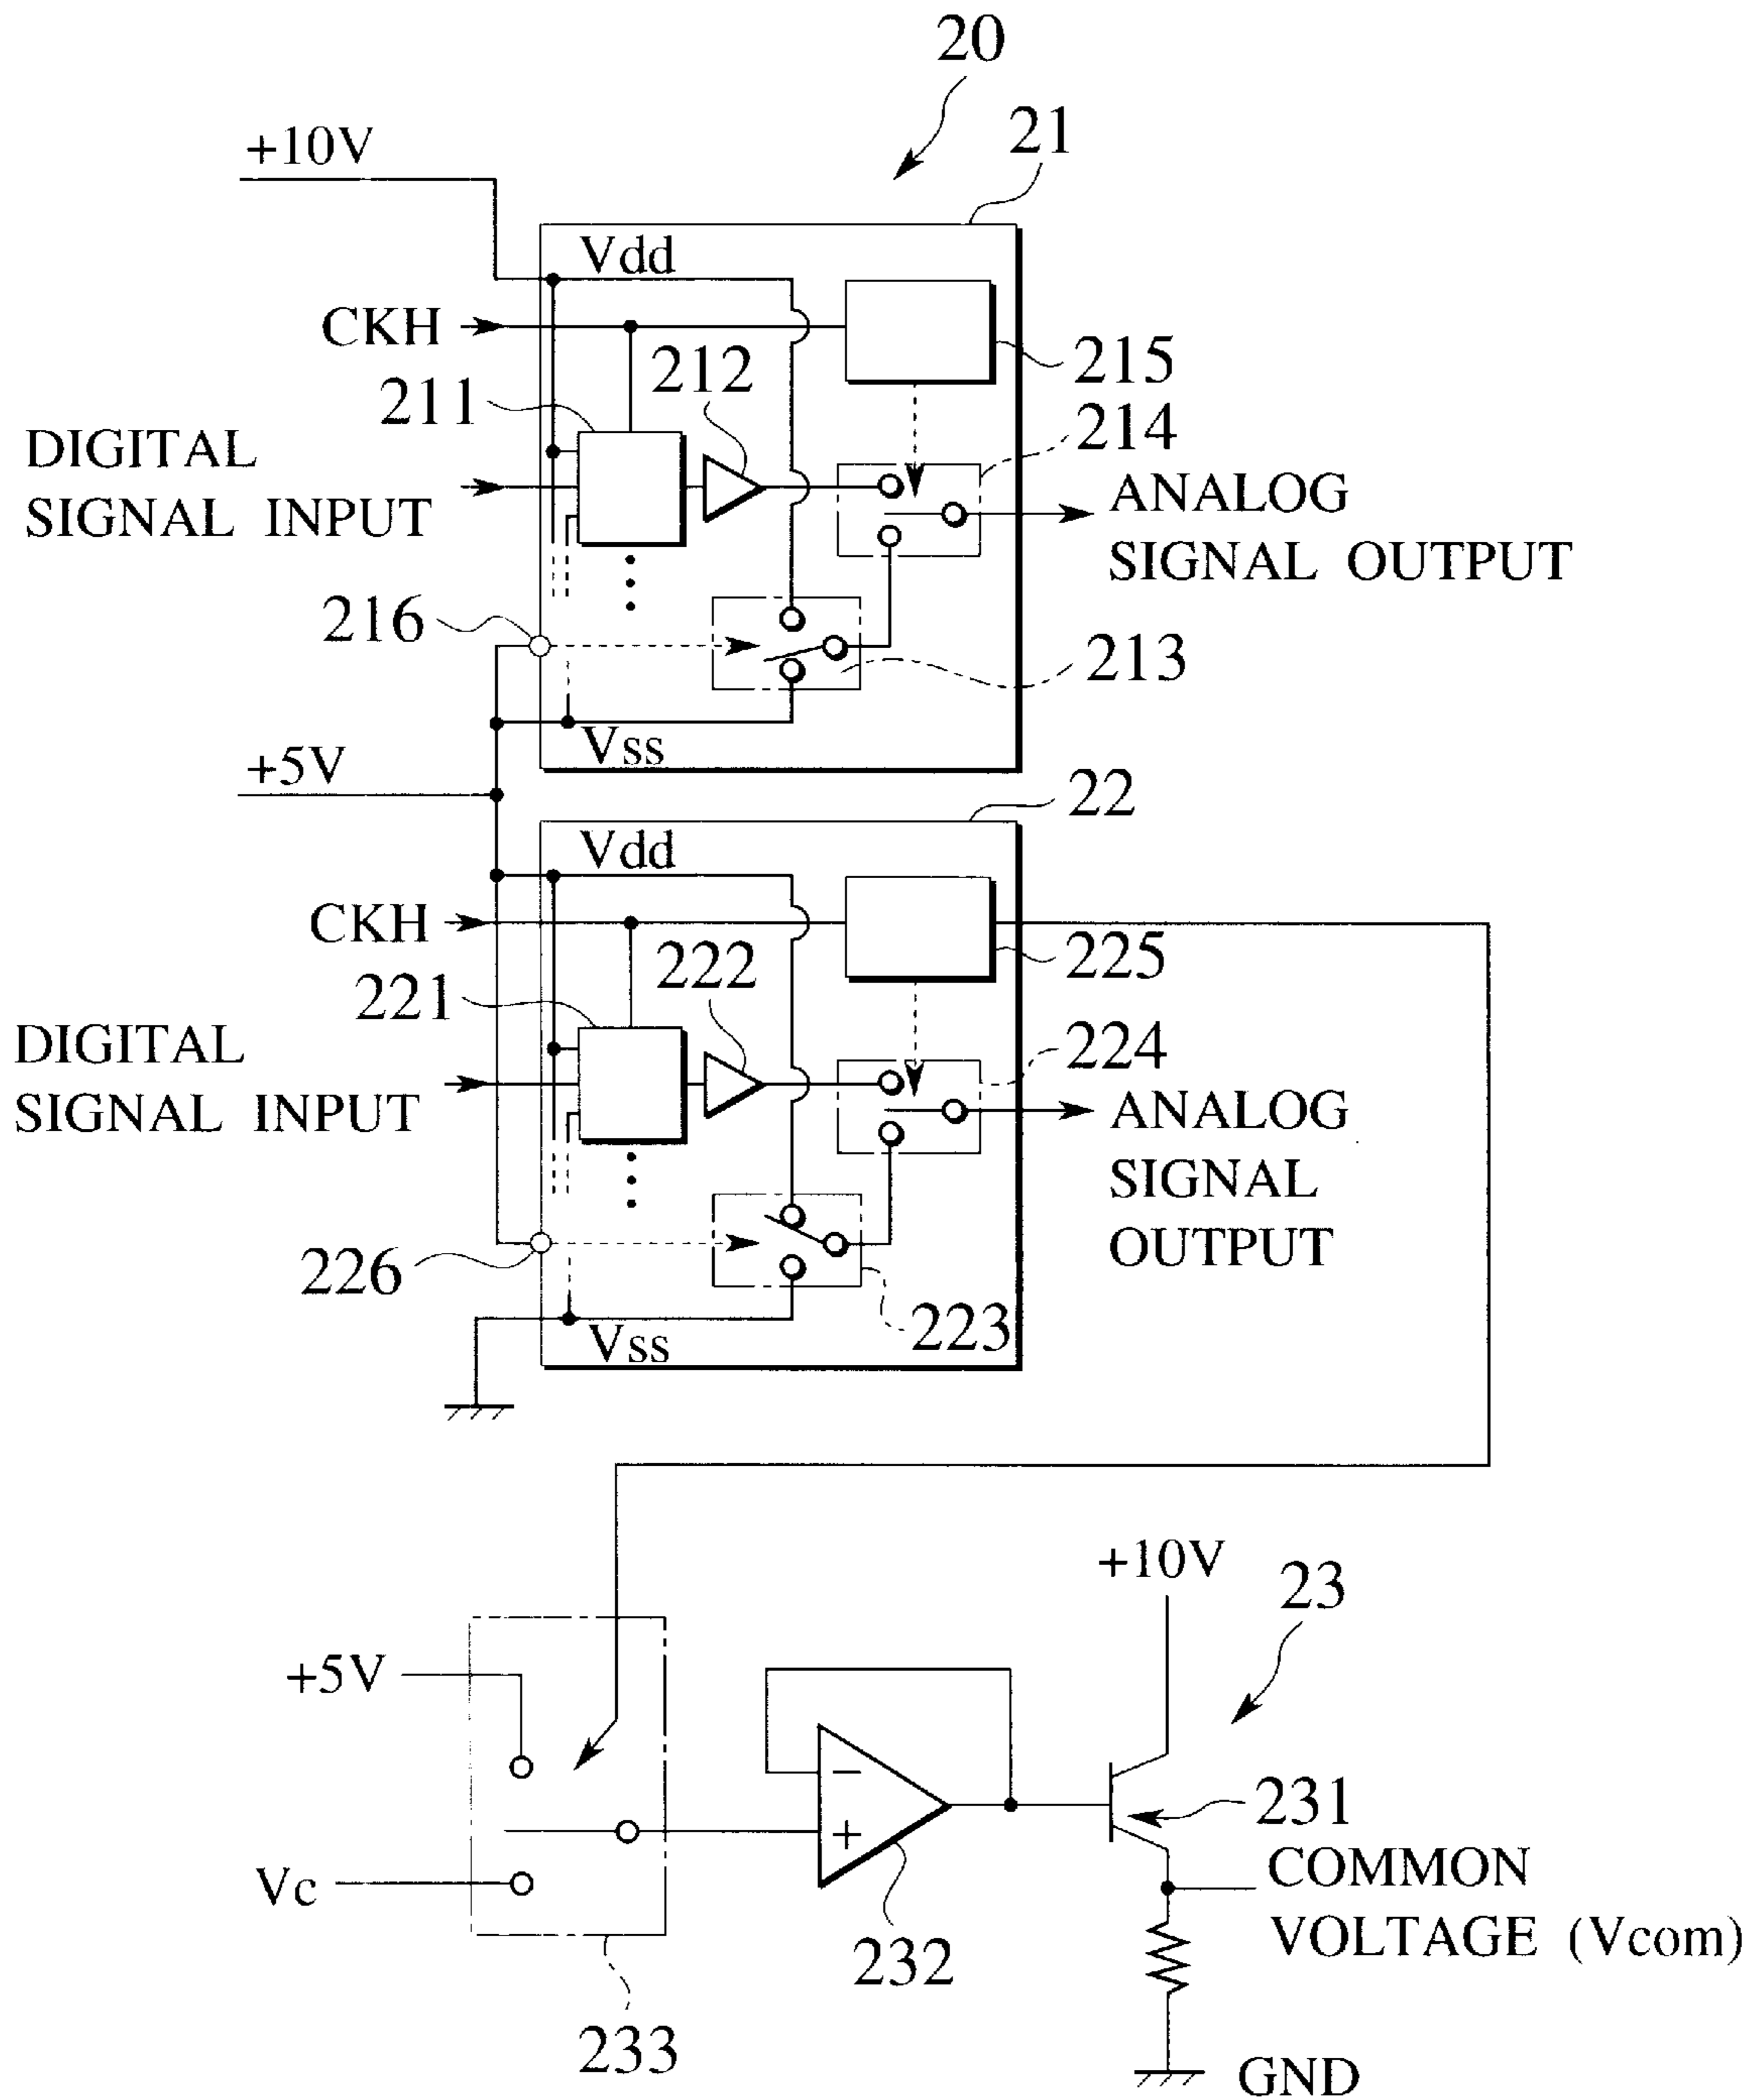 20
+10V
21
Vdd
CKH
215
212
211
214
DIGITAL
SIGNAL INPUT
ANALOG
SIGNAL OUTPUT
216
213
Vss
+5V
22
Vdd
CKH
225
222
221
224
DIGITAL
SIGNAL INPUT
ANALOG
SIGNAL
OUTPUT
226
223
Vss
+10V
23
+5V
−
+
231
Vc
COMMON
VOLTAGE (Vcom)
232
233
GND